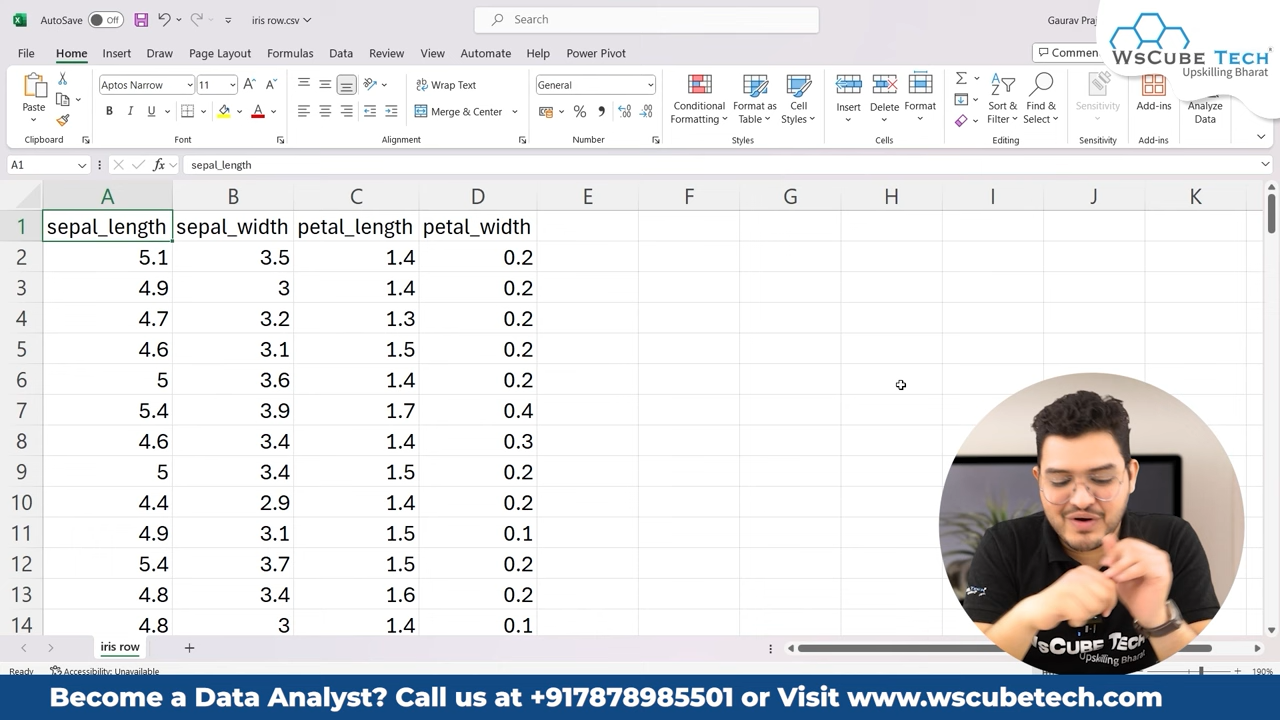 AutoSave Off iris row.csv Search Gaurav Praj
WsCube Tech
Upskilling Bharat
File Home Insert Draw Page Layout Formulas Data Review View Automate Help Power Pivot
Paste
Aptos Narrow 11
B I U
Wrap Text
Merge & Center
General
Conditional Formatting
Format as Table
Cell Styles
Insert Delete Format
Sort & Filter
Find & Select
Sensitivity
Add-ins
Analyze Data
Clipboard Font Alignment Number Styles Cells Editing Sensitivity Add-ins
A1 fx sepal_length
A B C D E F G H I J K
1 sepal_length sepal_width petal_length petal_width
2 5.1 3.5 1.4 0.2
3 4.9 3 1.4 0.2
4 4.7 3.2 1.3 0.2
5 4.6 3.1 1.5 0.2
6 5 3.6 1.4 0.2
7 5.4 3.9 1.7 0.4
8 4.6 3.4 1.4 0.3
9 5 3.4 1.5 0.2
10 4.4 2.9 1.4 0.2
11 4.9 3.1 1.5 0.1
12 5.4 3.7 1.5 0.2
13 4.8 3.4 1.6 0.2
14 4.8 3 1.4 0.1
iris row
Ready Accessibility: Unavailable 190%
Upskilling Bharat
Become a Data Analyst? Call us at +917878985501 or Visit www.wscubetech.com